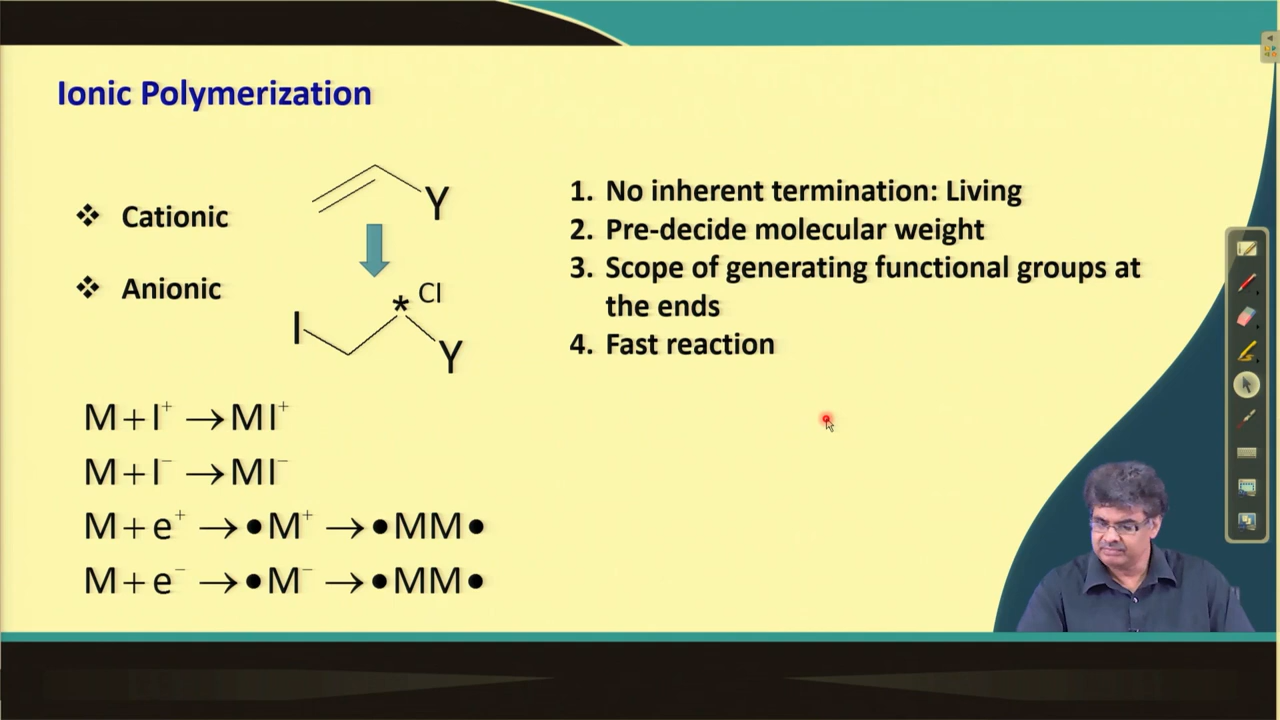 Ionic Polymerization
❖ Cationic
❖ Anionic
Y
* CI
I
Y
1. No inherent termination: Living
2. Pre-decide molecular weight
3. Scope of generating functional groups at
the ends
4. Fast reaction
M + I⁺ → MI⁺
M + I⁻ → MI⁻
M + e⁺ → •M⁺ → •MM•
M + e⁻ → •M⁻ → •MM•